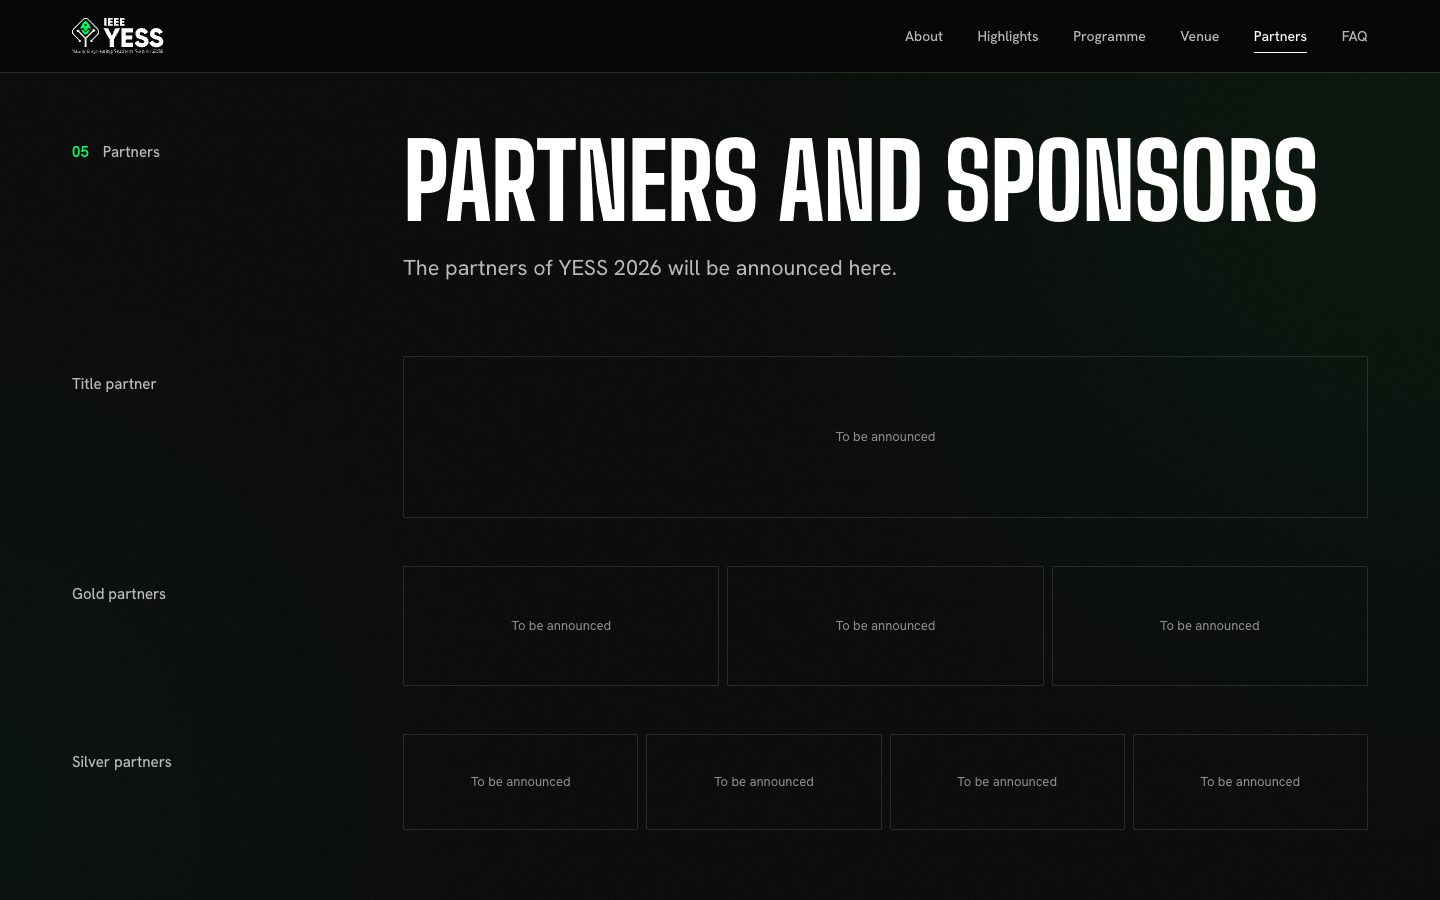 IEEE
YESS
About
Highlights
Programme
Venue
Partners
FAQ
05 Partners
PARTNERS AND SPONSORS
The partners of YESS 2026 will be announced here.
Title partner
To be announced
Gold partners
To be announced
To be announced
To be announced
Silver partners
To be announced
To be announced
To be announced
To be announced